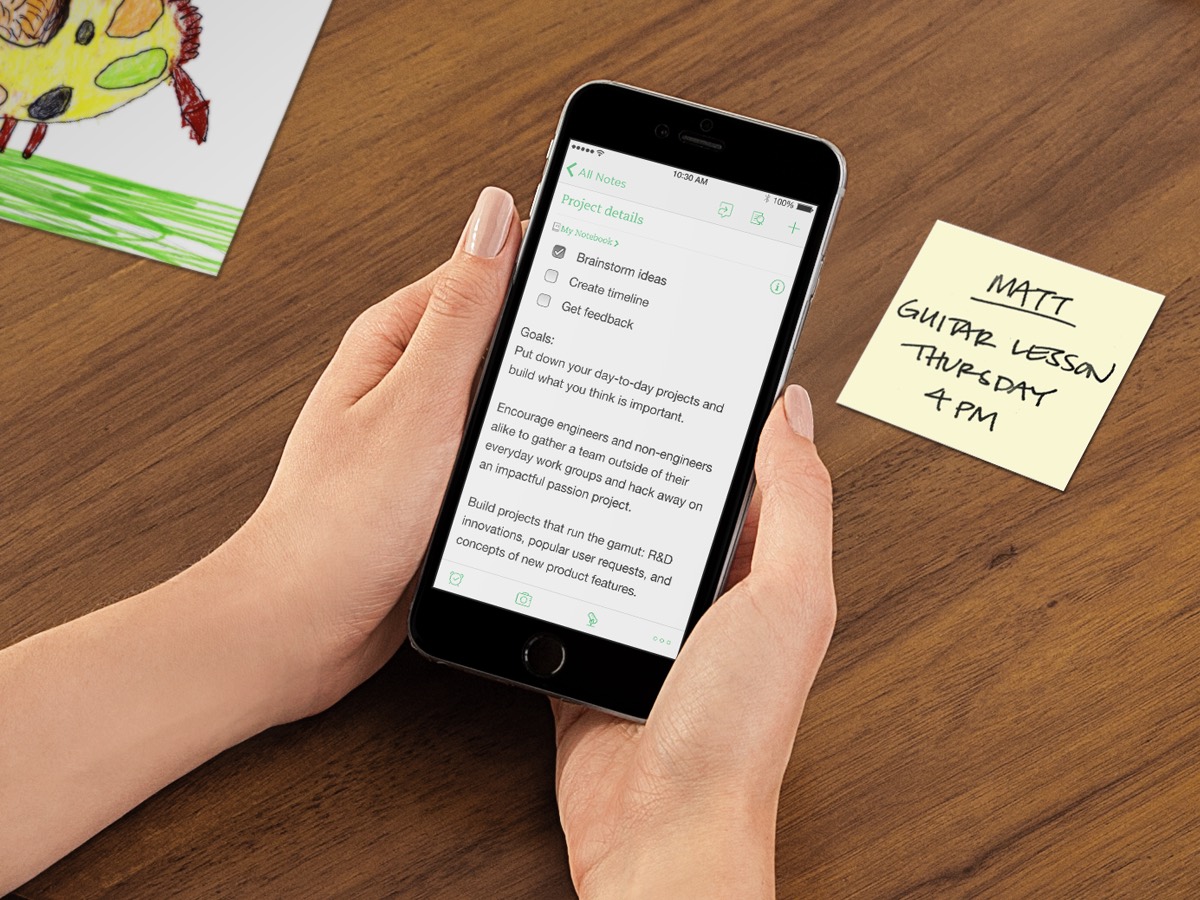 10:30 AM
100%
All Notes
Project details
My Notebook
Brainstorm ideas
Create timeline
Get feedback
Goals:
Put down your day-to-day projects and
build what you think is important.
Encourage engineers and non-engineers
alike to gather a team outside of their
everyday work groups and hack away on
an impactful passion project.
Build projects that run the gamut: R&D
innovations, popular user requests, and
concepts of new product features.
MATT
GUITAR LESSON
THURSDAY
4 PM